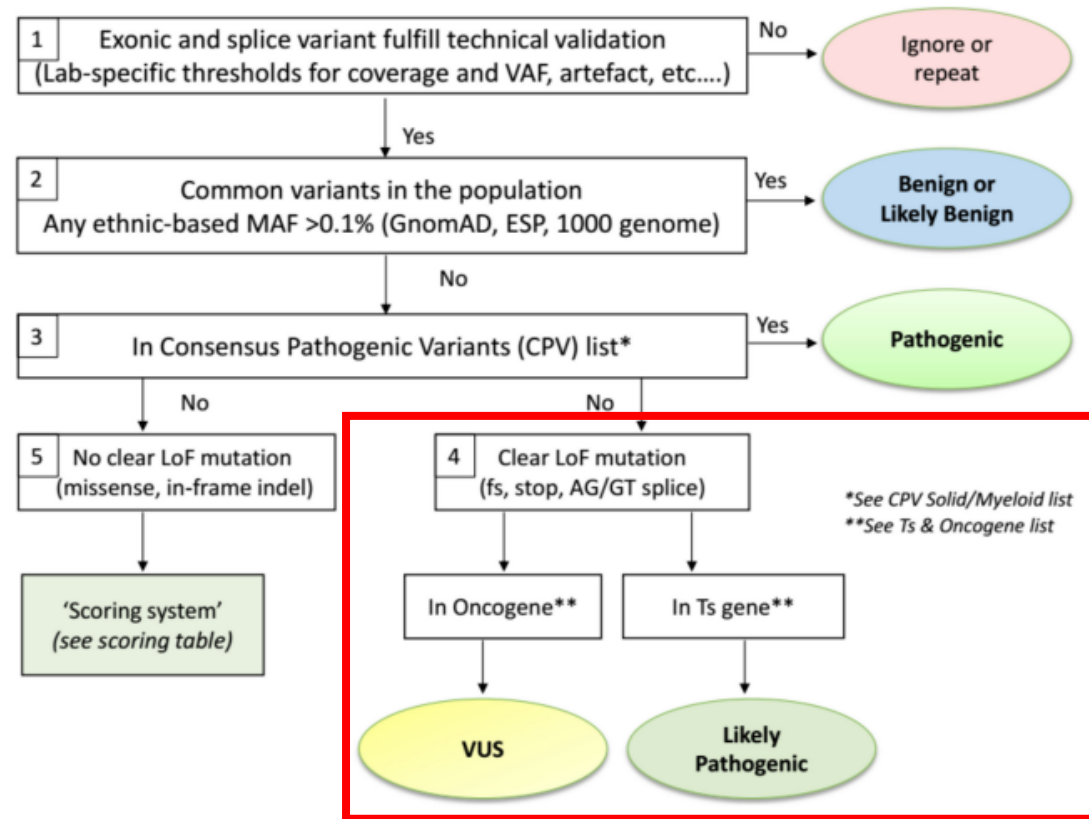 1
Exonic and splice variant fulfill technical validation
(Lab-specific thresholds for coverage and VAF, artefact, etc....)
No
Ignore or
repeat
Yes
2
Common variants in the population
Any ethnic-based MAF >0.1% (GnomAD, ESP, 1000 genome)
Yes
Benign or
Likely Benign
No
3
In Consensus Pathogenic Variants (CPV) list*
Yes
Pathogenic
No
No
5
No clear LoF mutation
(missense, in-frame indel)
4
Clear LoF mutation
(fs, stop, AG/GT splice)
*See CPV Solid/Myeloid list
**See Ts & Oncogene list
'Scoring system'
(see scoring table)
In Oncogene**
In Ts gene**
VUS
Likely
Pathogenic